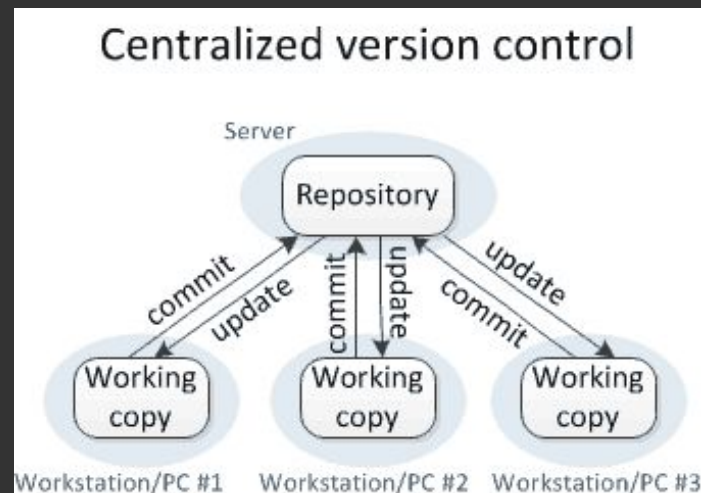 Centralized version control
Server
Repository
commit
update
commit
update
commit
update
Working
copy
Working
copy
Working
copy
Workstation/PC #1
Workstation/PC #2
Workstation/PC #3